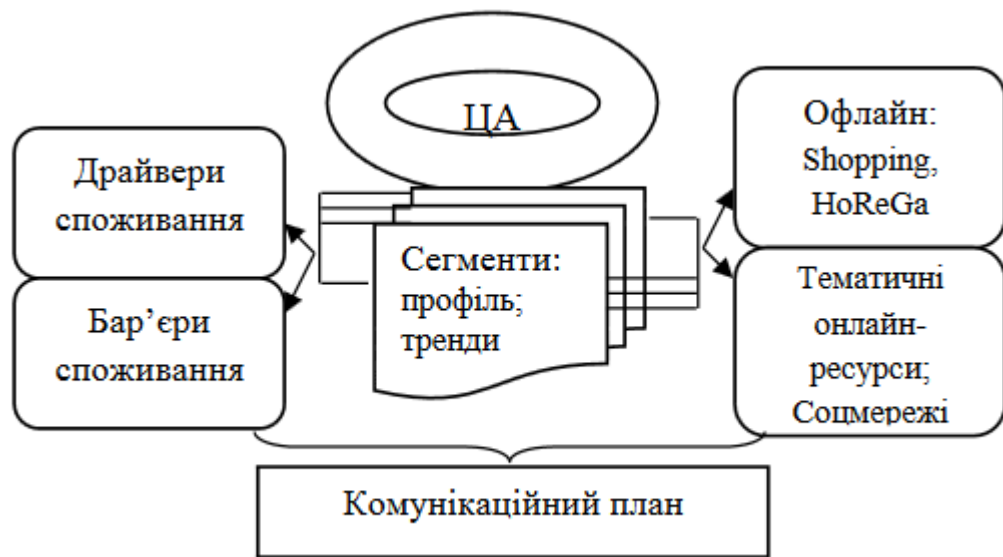 ЦА
Драйвери
споживання
Бар’єри
споживання
Сегменти:
профіль;
тренди
Офлайн:
Shopping,
HoReGa
Тематичні
онлайн-
ресурси;
Соцмережі
Комунікаційний план